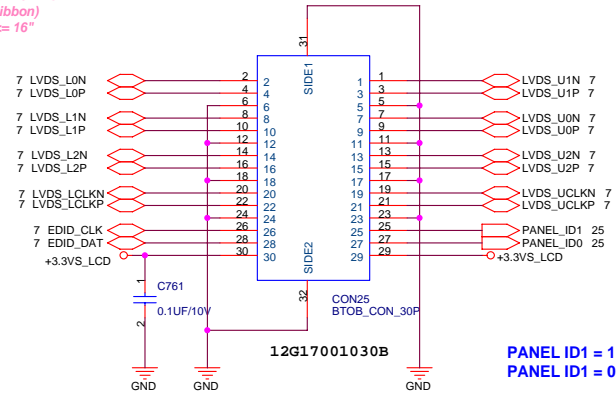 ibbon)
= 16"
31
SIDE1
7 LVDS_L0N 2 2 1 1 LVDS_U1N 7
7 LVDS_L0P 4 4 3 3 LVDS_U1P 7
6 6 5 5
7 LVDS_L1N 8 8 7 7 LVDS_U0N 7
7 LVDS_L1P 10 10 9 9 LVDS_U0P 7
12 12 11 11
7 LVDS_L2N 14 14 13 13 LVDS_U2N 7
7 LVDS_L2P 16 16 15 15 LVDS_U2P 7
18 18 17 17
7 LVDS_LCLKN 20 20 19 19 LVDS_UCLKN 7
7 LVDS_LCLKP 22 22 21 21 LVDS_UCLKP 7
24 24 23 23
7 EDID_CLK 26 26 25 25 PANEL_ID1 25
7 EDID_DAT 28 28 27 27 PANEL_ID0 25
+3.3VS_LCD 30 30 29 29 +3.3VS_LCD
SIDE2
32
1
C761
0.1UF/10V
2
CON25
BTOB_CON_30P
12G17001030B
PANEL ID1 = 1
PANEL ID1 = 0
GND
GND
GND